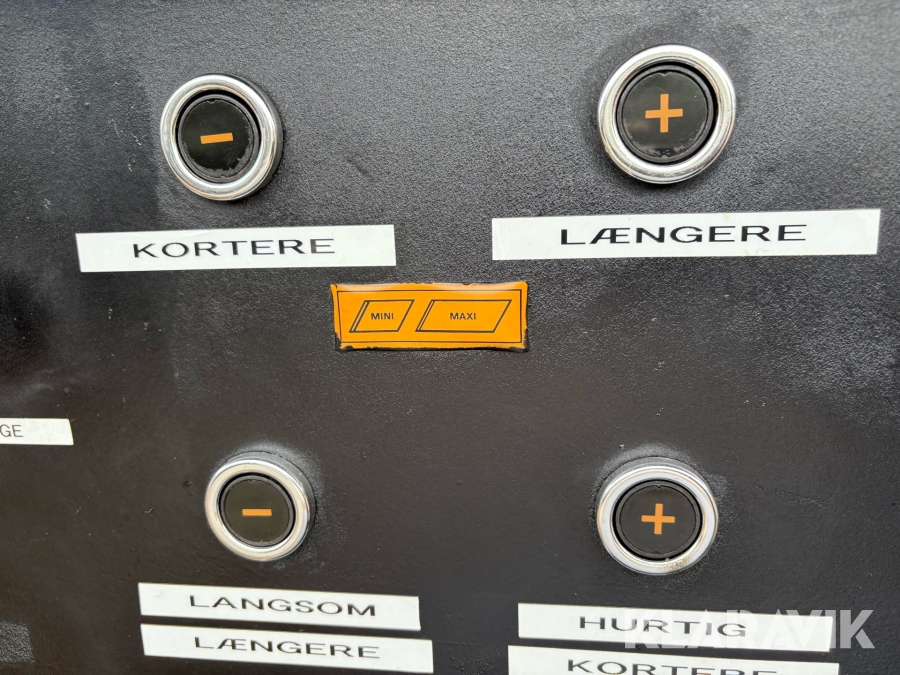 −
+
KORTERE
LÆNGERE
MINI MAXI
GE
−
+
LANGSOM
LÆNGERE
HURTIG
KORTERE
KLARAVIK